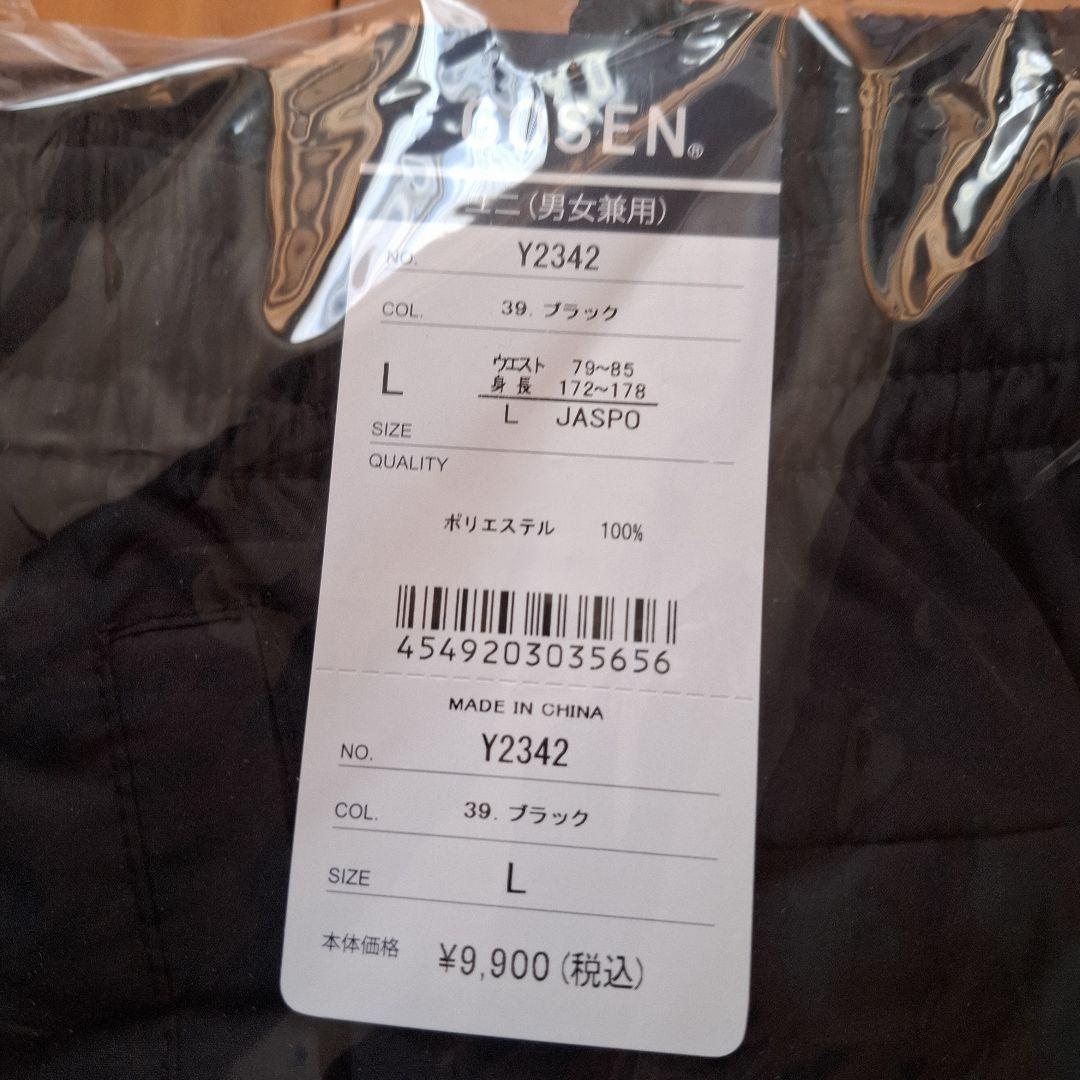 GOSEN®
ユニ(男女兼用)
NO. Y2342
COL. 39. ブラック
ウエスト 79~85
L 身長 172~178
L JASPO
SIZE
QUALITY
ポリエステル 100%
4549203035656
MADE IN CHINA
NO. Y2342
COL. 39. ブラック
SIZE L
本体価格 ¥9,900(税込)